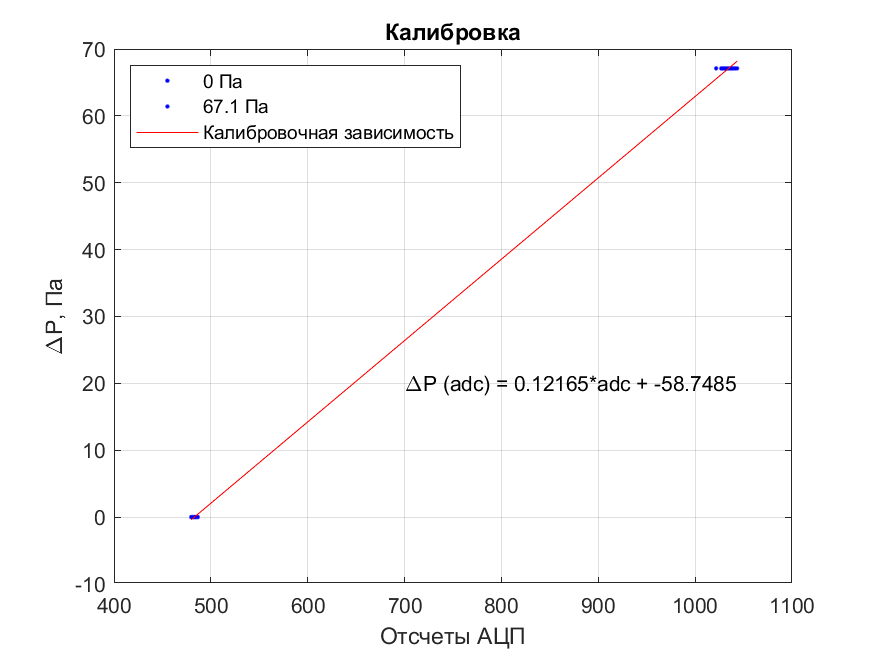 Калибровка
0 Па
67.1 Па
Калибровочная зависимость
70
60
50
40
30
20
10
0
-10
ΔP, Па
ΔP (adc) = 0.12165*adc + -58.7485
400 500 600 700 800 900 1000 1100
Отсчеты АЦП